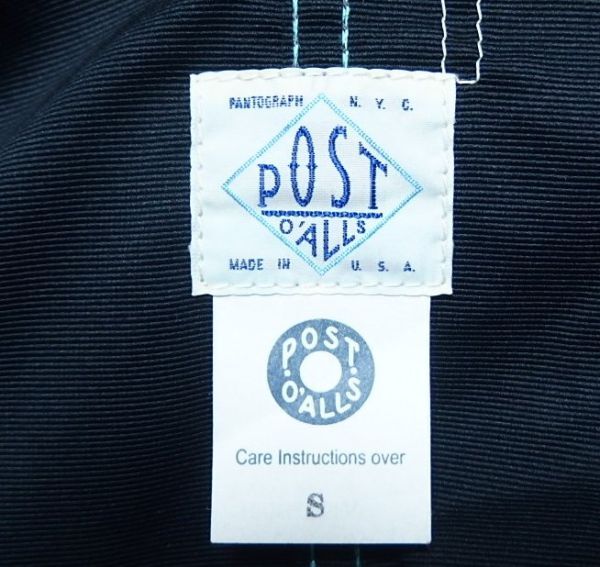 PANTOGRAPH N. Y. C.
POST
O'ALLS
MADE IN U. S. A.
POST
O'ALLS
Care Instructions over
S